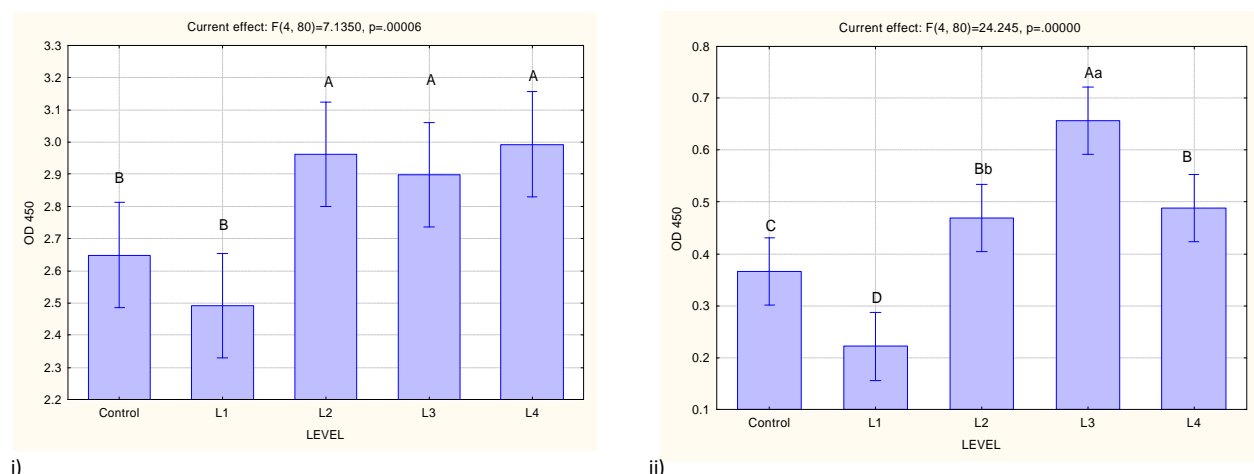 Current effect: F(4, 80)=7.1350, p=.00006
3.3
3.2
3.1
3.0
2.9
2.8
2.7
2.6
2.5
2.4
2.3
2.2
OD 450
B
B
A
A
A
Control L1 L2 L3 L4
LEVEL
i)
Current effect: F(4, 80)=24.245, p=.00000
0.8
0.7
0.6
0.5
0.4
0.3
0.2
0.1
OD 450
C
D
Bb
Aa
B
Control L1 L2 L3 L4
LEVEL
ii)